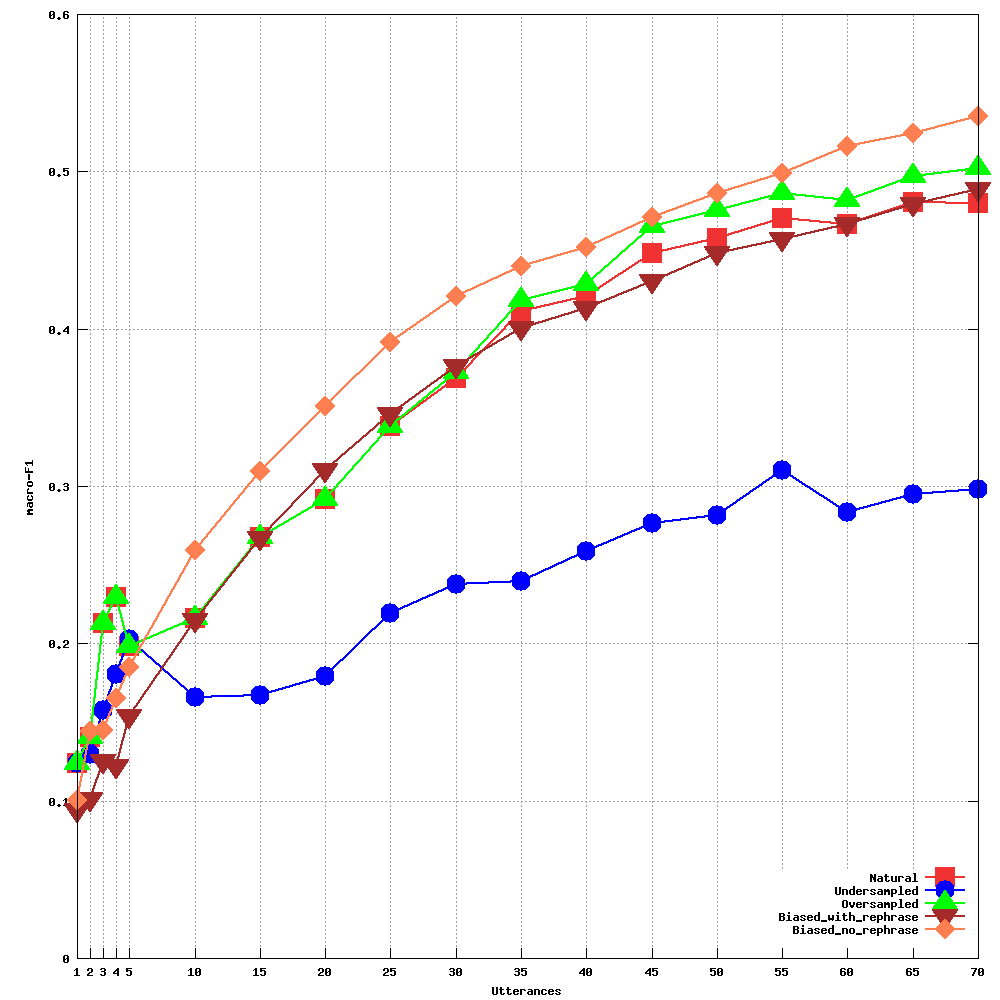 0.6
0.5
0.4
0.3
0.2
0.1
0
Macro-F1
Natural
Undersampled
Oversampled
Biased_with_rephrase
Biased_no_rephrase
1 2 3 4 5 10 15 20 25 30 35 40 45 50 55 60 65 70
Utterances